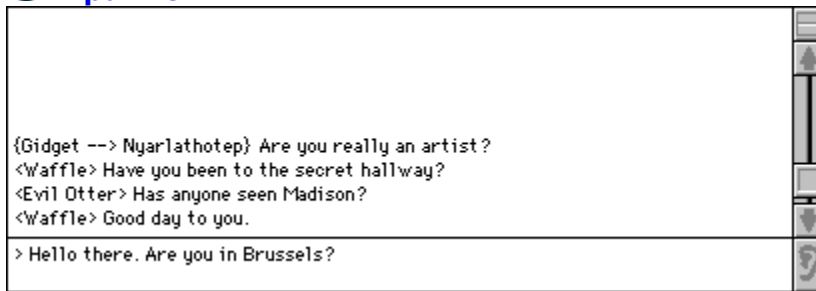 {Gidget --> Nyarlathotep} Are you really an artist?
<Waffle> Have you been to the secret hallway?
<Evil Otter> Has anyone seen Madison?
<Waffle> Good day to you.
> Hello there. Are you in Brussels?